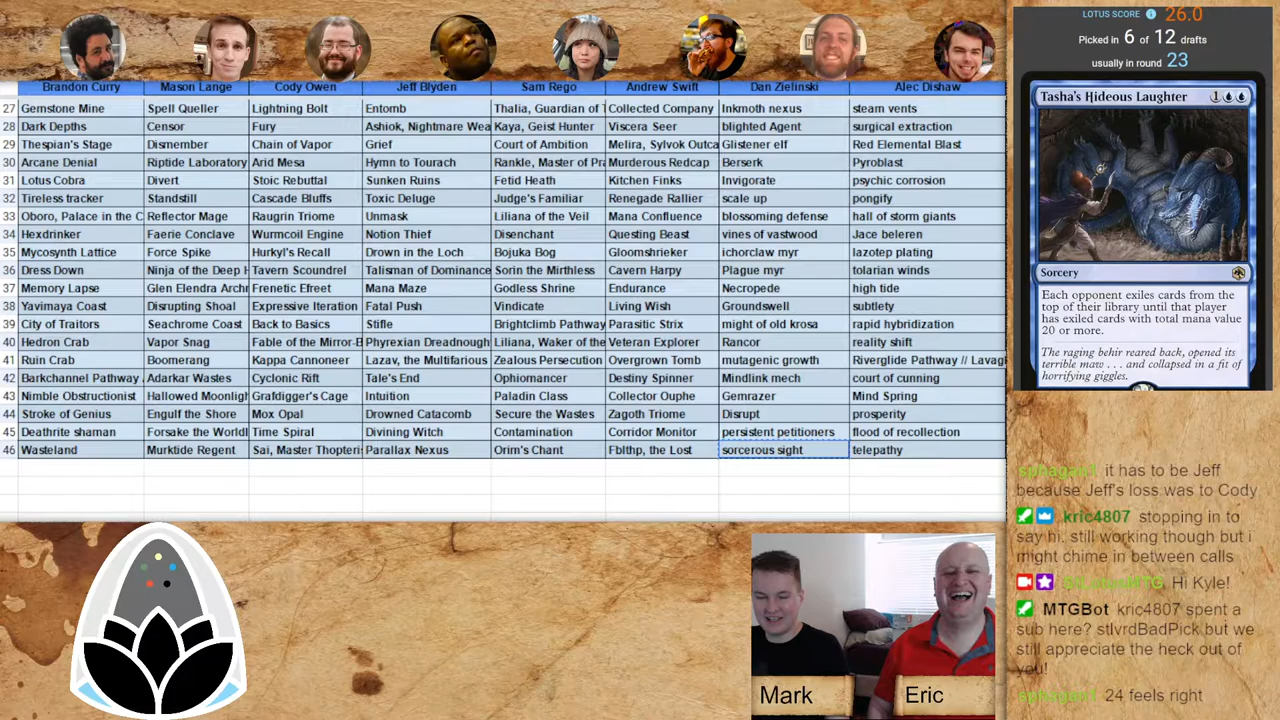 LOTUS SCORE 26.0
Picked in 6 of 12 drafts
usually in round 23
Brandon Curry Mason Lange Cody Owen Jeff Blyden Sam Rego Andrew Swift Dan Zielinski Alec Dishaw
27 Gemstone Mine Spell Queller Lightning Bolt Entomb Thalia, Guardian of T Collected Company Inkmoth nexus steam vents
28 Dark Depths Censor Fury Ashiok, Nightmare Wea Kaya, Geist Hunter Viscera Seer blighted Agent surgical extraction
29 Thespian's Stage Dismember Chain of Vapor Grief Court of Ambition Melira, Sylvok Outca Glistener elf Red Elemental Blast
30 Arcane Denial Riptide Laboratory Arid Mesa Hymn to Tourach Rankle, Master of Pra Murderous Redcap Berserk Pyroblast
31 Lotus Cobra Divert Stoic Rebuttal Sunken Ruins Fetid Heath Kitchen Finks Invigorate psychic corrosion
32 Tireless tracker Standstill Cascade Bluffs Toxic Deluge Judge's Familiar Renegade Rallier scale up pongify
33 Oboro, Palace in the C Reflector Mage Raugrin Triome Unmask Liliana of the Veil Mana Confluence blossoming defense hall of storm giants
34 Hexdrinker Faerie Conclave Wurmcoil Engine Notion Thief Disenchant Questing Beast vines of vastwood Jace beleren
35 Mycosynth Lattice Force Spike Hurkyl's Recall Drown in the Loch Bojuka Bog Gloomshrieker ichorclaw myr lazotep plating
36 Dress Down Ninja of the Deep H Tavern Scoundrel Talisman of Dominance Sorin the Mirthless Cavern Harpy Plague myr tolarian winds
37 Memory Lapse Glen Elendra Archr Frenetic Efreet Mana Maze Godless Shrine Endurance Necropede high tide
38 Yavimaya Coast Disrupting Shoal Expressive Iteration Fatal Push Vindicate Living Wish Groundswell subtlety
39 City of Traitors Seachrome Coast Back to Basics Stifle Brightclimb Pathway Parasitic Strix might of old krosa rapid hybridization
40 Hedron Crab Vapor Snag Fable of the Mirror-B Phyrexian Dreadnough Liliana, Waker of the Veteran Explorer Rancor reality shift
41 Ruin Crab Boomerang Kappa Cannoneer Lazav, the Multifarious Zealous Persecution Overgrown Tomb mutagenic growth Riverglide Pathway // Lavagl
42 Barkchannel Pathway Adarkar Wastes Cyclonic Rift Tale's End Ophiomancer Destiny Spinner Mindlink mech court of cunning
43 Nimble Obstructionist Hallowed Moonligh Grafdigger's Cage Intuition Paladin Class Collector Ouphe Gemrazer Mind Spring
44 Stroke of Genius Engulf the Shore Mox Opal Drowned Catacomb Secure the Wastes Zagoth Triome Disrupt prosperity
45 Deathrite shaman Forsake the World Time Spiral Divining Witch Contamination Corridor Monitor persistent petitioners flood of recollection
46 Wasteland Murktide Regent Sai, Master Thopteris Parallax Nexus Orim's Chant Fblthp, the Lost sorcerous sight telepathy
Tasha's Hideous Laughter 1
Sorcery
Each opponent exiles cards from the
top of their library until that player
has exiled cards with total mana value
20 or more.
The raging behir reared back, opened its
terrible maw . . . and collapsed in a fit of
horrifying giggles.
Mark
Eric
sphagan1 it has to be Jeff
because Jeff's loss was to Cody
kric4807 stopping in to
say hi. still working though but i
might chime in between calls
Hi Kyle!
MTGBot kric4807 spent a
sub here? stlvrdBadPick but we
still appreciate the heck out of
you!
sphagan1 24 feels right